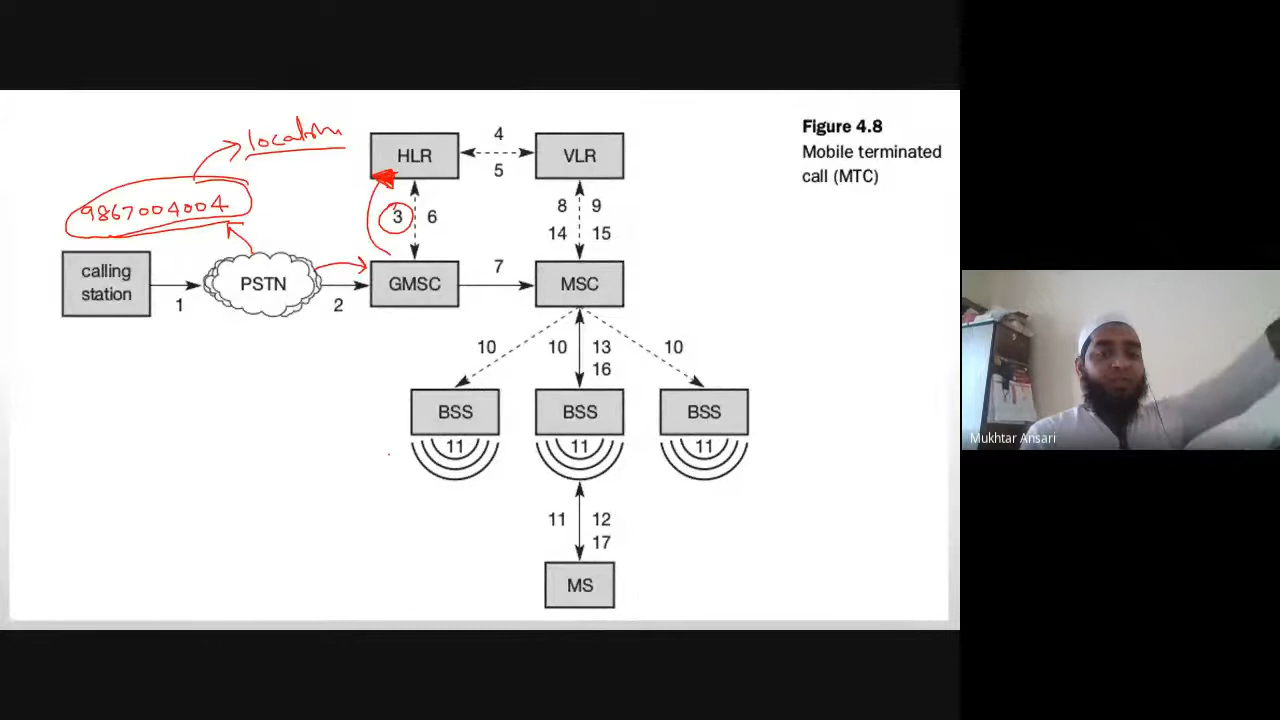 location
9867004004
Figure 4.8
Mobile terminated
call (MTC)
HLR
4
5
VLR
3
6
8
9
14
15
calling
station
1
PSTN
2
GMSC
7
MSC
10
10
13
16
10
BSS
BSS
BSS
11
11
11
11
12
17
MS
Mukhtar Ansari